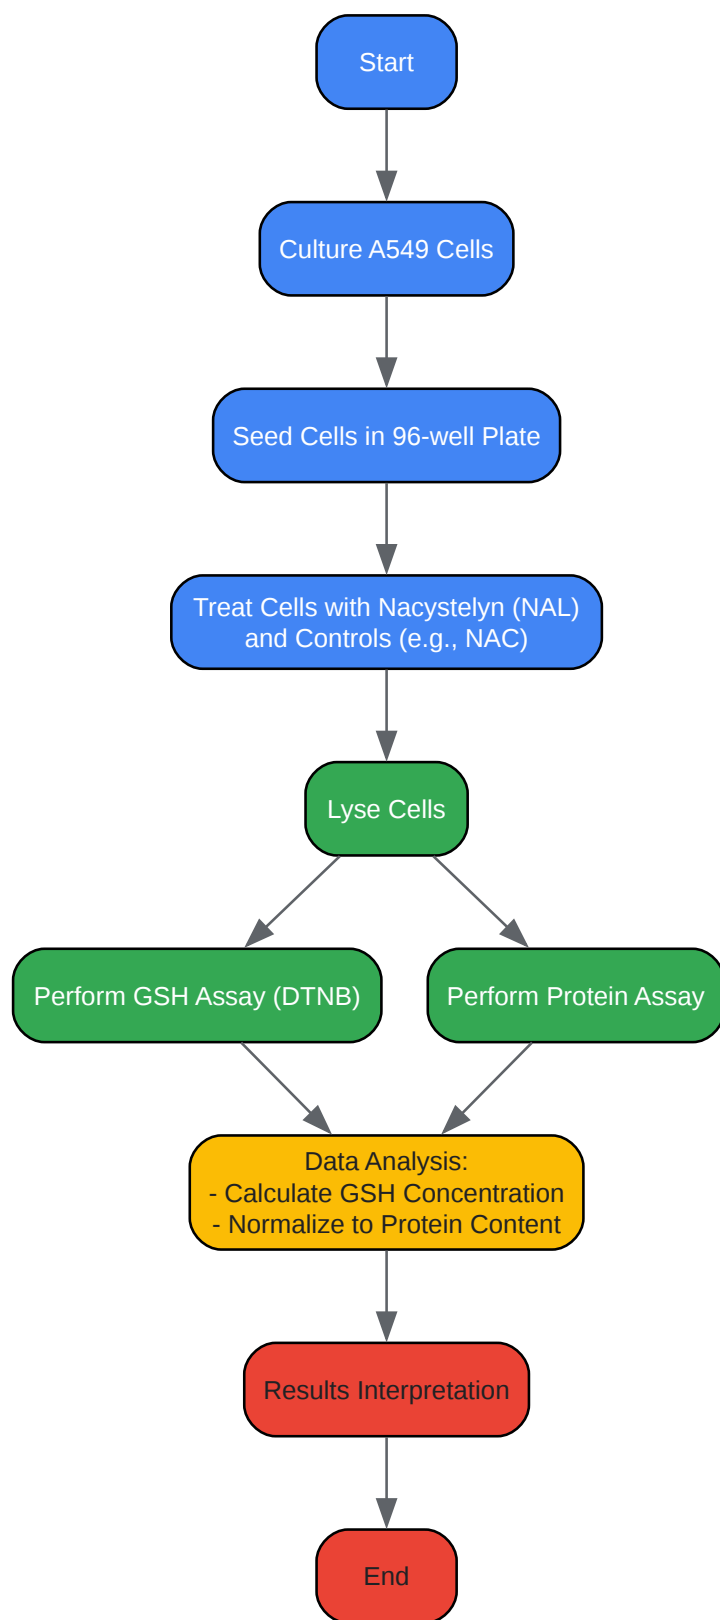 Start
Culture A549 Cells
Seed Cells in 96-well Plate
Treat Cells with Nacystelyn (NAL)
and Controls (e.g., NAC)
Lyse Cells
Perform GSH Assay (DTNB)
Perform Protein Assay
Data Analysis:
- Calculate GSH Concentration
- Normalize to Protein Content
Results Interpretation
End